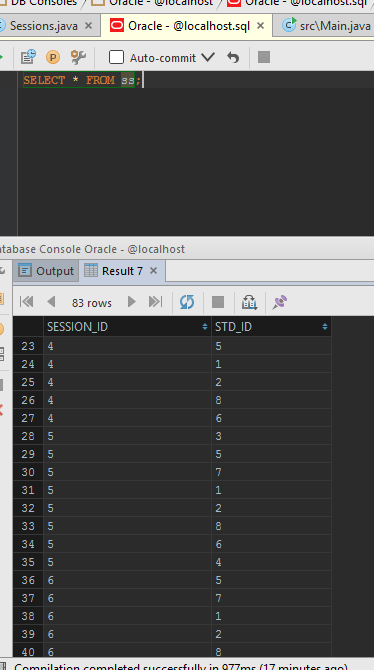 DB Consoles Oracle - @localhost Oracle - @localhost.sql
Sessions.java × Oracle - @localhost.sql × src\Main.java
P Auto-commit
SELECT * FROM ss;
atabase Console Oracle - @localhost
Output Result 7 ×
83 rows
SESSION_ID STD_ID
23 4 5
24 4 1
25 4 2
26 4 8
27 4 6
28 5 3
29 5 5
30 5 7
31 5 1
32 5 2
33 5 8
34 5 6
35 5 4
36 6 5
37 6 7
38 6 1
39 6 2
40 6 8
Compilation completed successfully in 977ms (17 minutes ago)